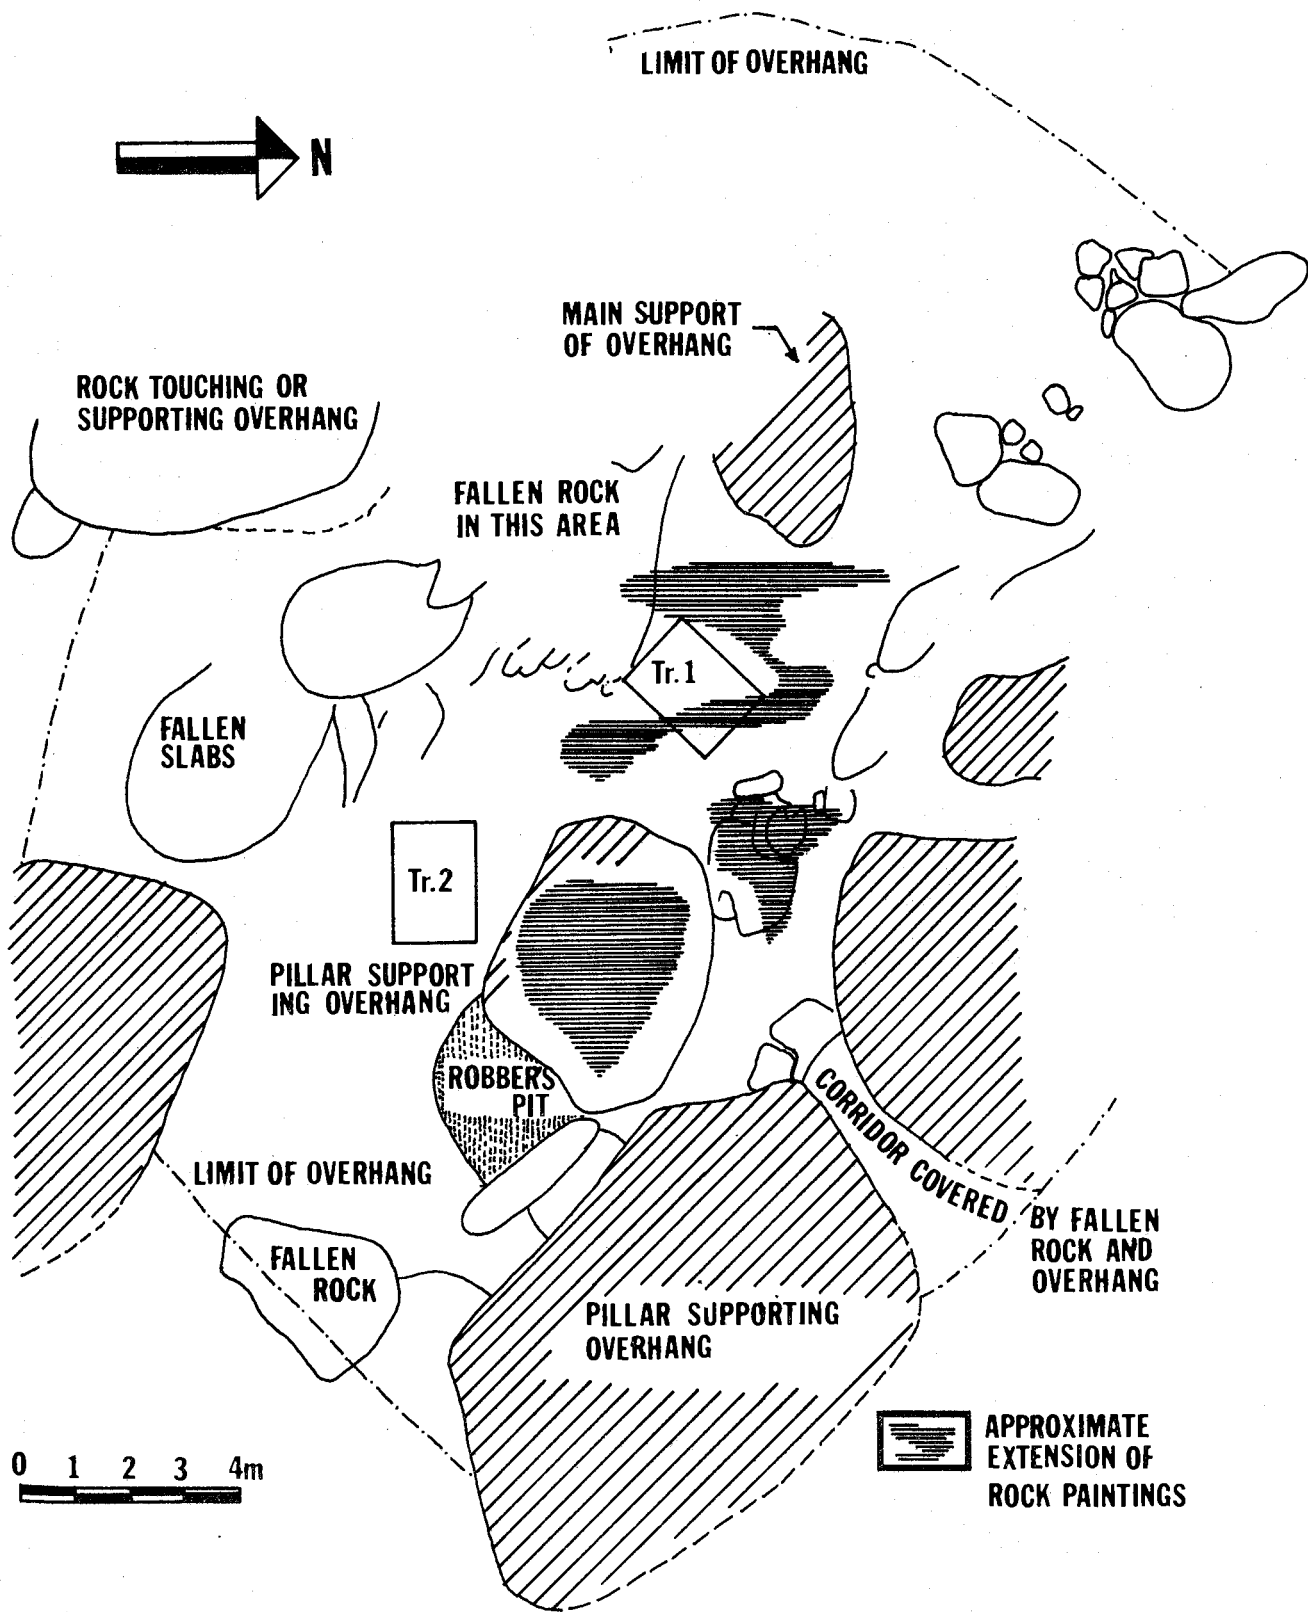 LIMIT OF OVERHANG
N
MAIN SUPPORT
OF OVERHANG
ROCK TOUCHING OR
SUPPORTING OVERHANG
FALLEN ROCK
IN THIS AREA
Tr.1
FALLEN
SLABS
Tr.2
PILLAR SUPPORT
ING OVERHANG
ROBBER'S
PIT
CORRIDOR COVERED
BY FALLEN
ROCK AND
OVERHANG
LIMIT OF OVERHANG
FALLEN
ROCK
PILLAR SUPPORTING
OVERHANG
0 1 2 3 4m
APPROXIMATE
EXTENSION OF
ROCK PAINTINGS